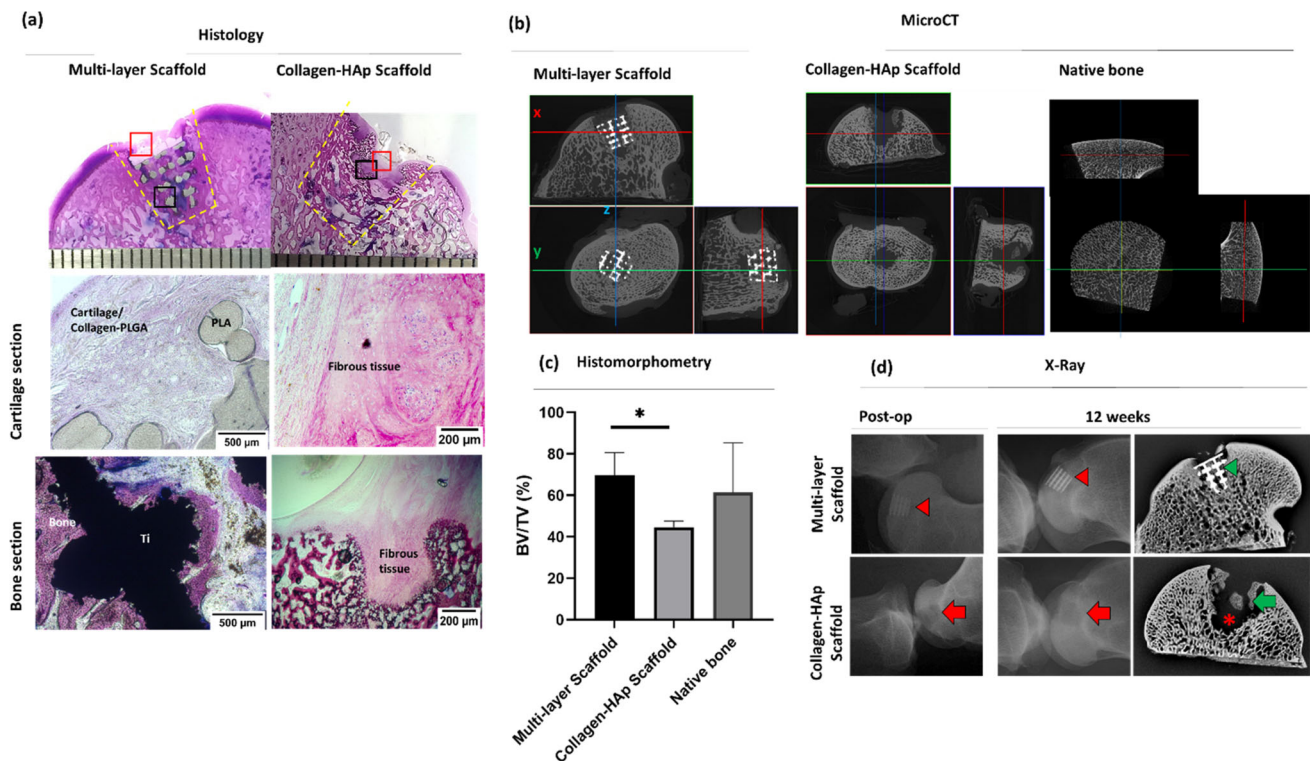 (a)
Histology
Multi-layer Scaffold
Collagen-HAp Scaffold
Cartilage section
Cartilage/
Collagen-PLGA
PLA
500 µm
Fibrous tissue
200 µm
Bone section
Bone
Ti
500 µm
Fibrous
tissue
200 µm
(b)
MicroCT
Multi-layer Scaffold
Collagen-HAp Scaffold
Native bone
x
z
y
(c)
Histomorphometry
*
BV/TV (%)
100
80
60
40
20
0
Multi-layer Scaffold
Collagen-HAp Scaffold
Native bone
(d)
X-Ray
Post-op
12 weeks
Multi-layer
Scaffold
Collagen-HAp
Scaffold
*